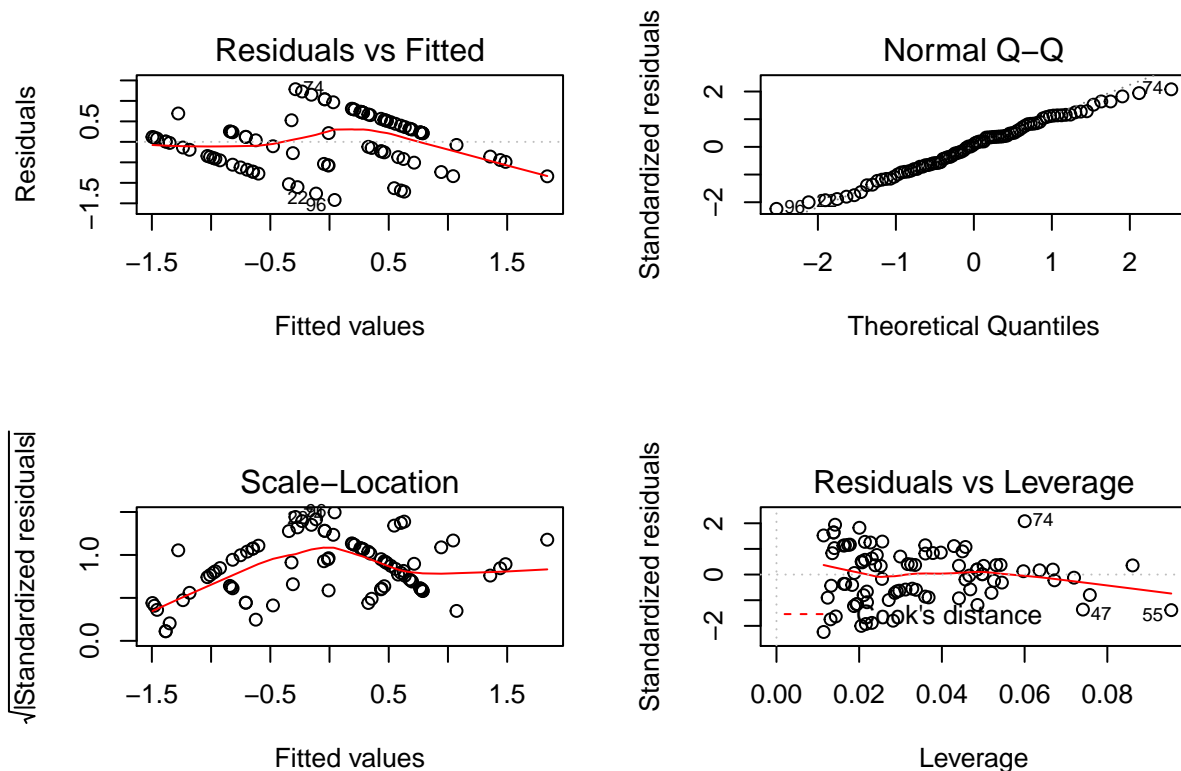 Residuals vs Fitted
Residuals
0.5
−1.5
−1.5
−0.5
0.5
1.5
Fitted values
74
22
96
Normal Q−Q
Standardized residuals
2
0
−2
−2
−1
0
1
2
Theoretical Quantiles
74
96
Scale−Location
√|Standardized residuals|
1.0
0.0
−1.5
−0.5
0.5
1.5
Fitted values
Residuals vs Leverage
Standardized residuals
2
0
−2
0.00
0.02
0.04
0.06
0.08
Leverage
74
47
55
Cook's distance